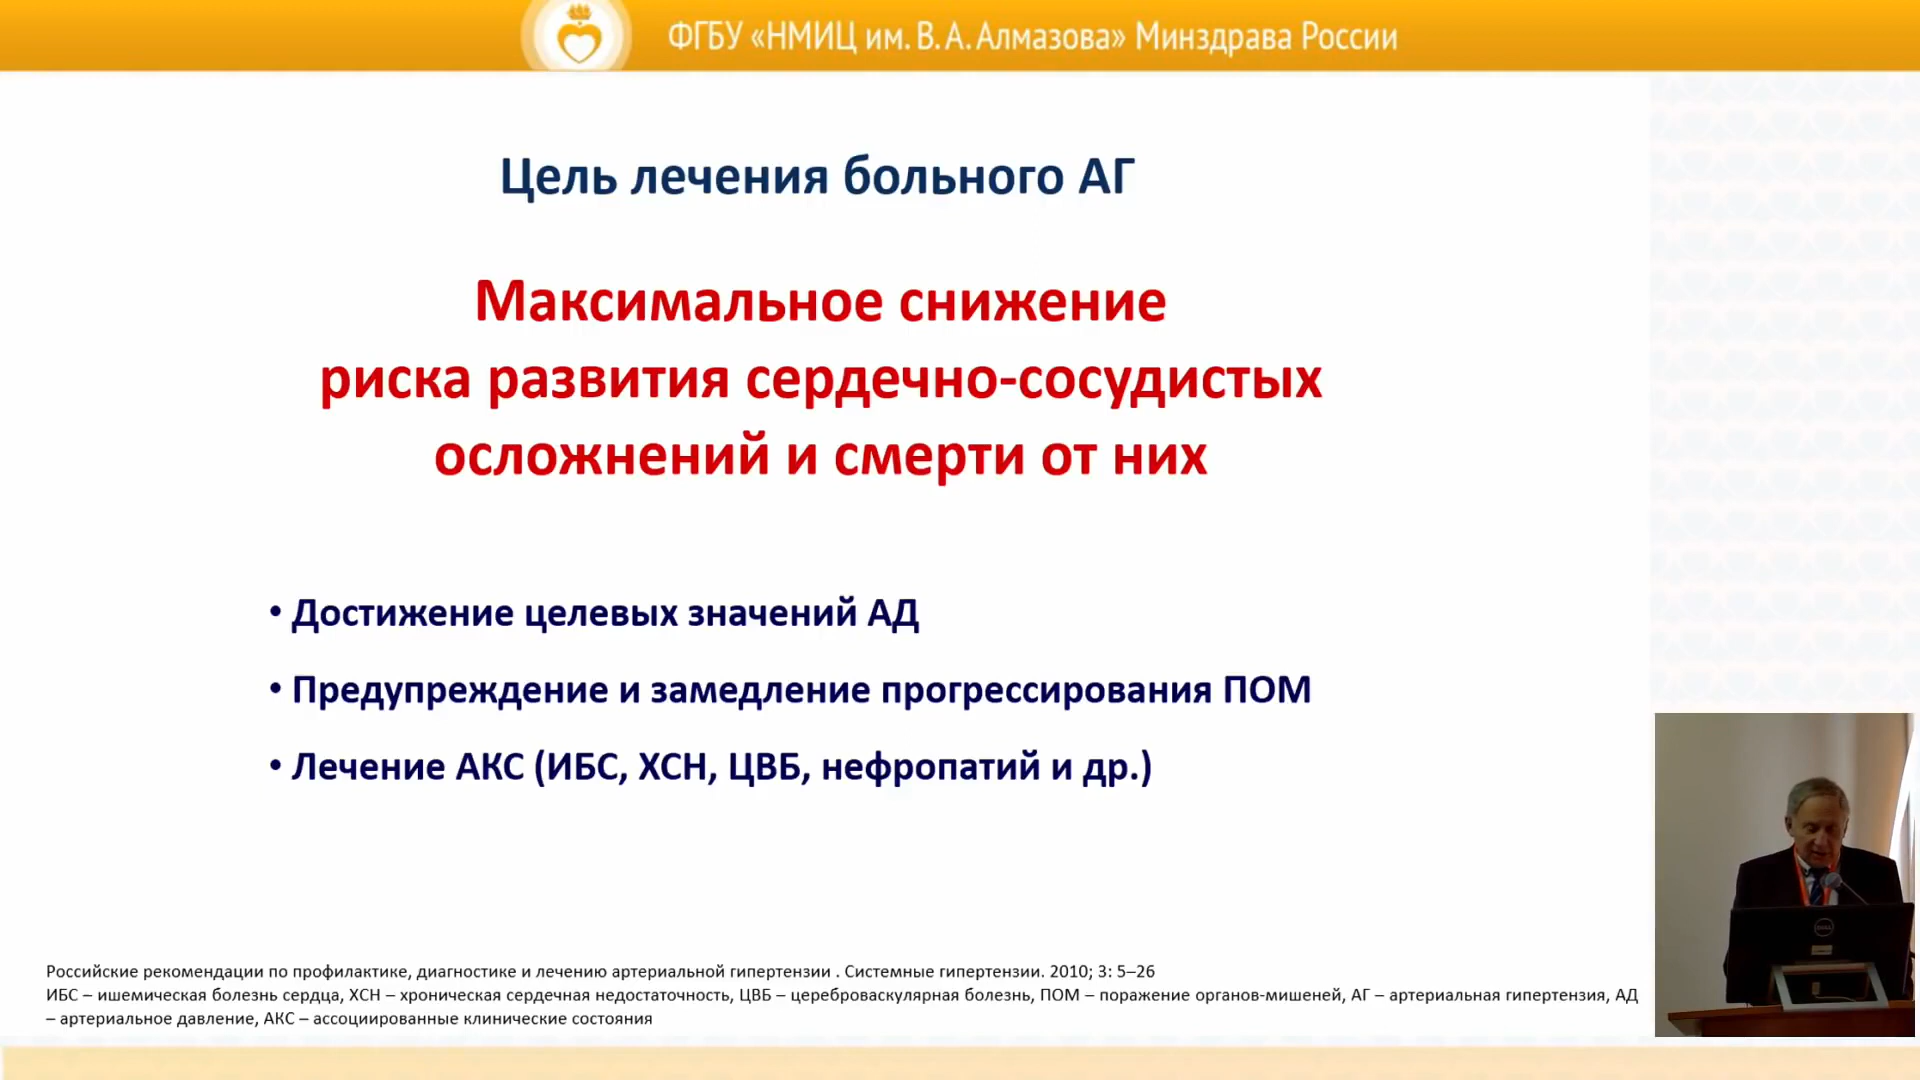 ФГБУ «НМИЦ им. В. А. Алмазова» Минздрава России
Цель лечения больного АГ
Максимальное снижение
риска развития сердечно-сосудистых
осложнений и смерти от них
• Достижение целевых значений АД
• Предупреждение и замедление прогрессирования ПОМ
• Лечение АКС (ИБС, ХСН, ЦВБ, нефропатий и др.)
Российские рекомендации по профилактике, диагностике и лечению артериальной гипертензии . Системные гипертензии. 2010; 3: 5–26
ИБС – ишемическая болезнь сердца, ХСН – хроническая сердечная недостаточность, ЦВБ – цереброваскулярная болезнь, ПОМ – поражение органов-мишеней, АГ – артериальная гипертензия, АД
– артериальное давление, АКС – ассоциированные клинические состояния
DELL